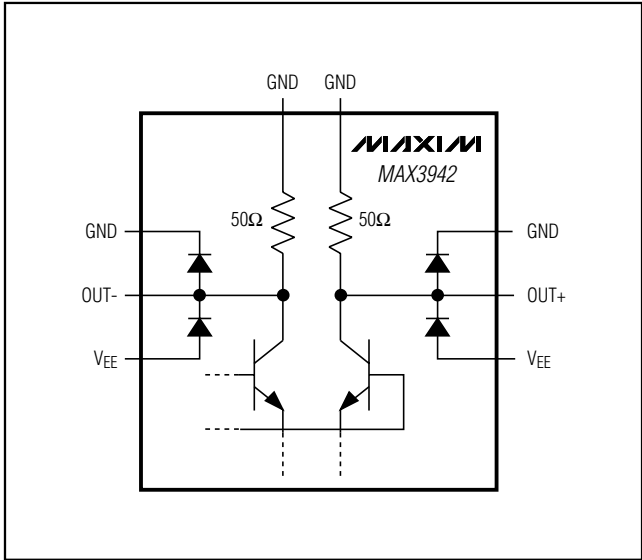 GND GND
MAXIM
MAX3942
50Ω 50Ω
GND GND
OUT- OUT+
VEE VEE